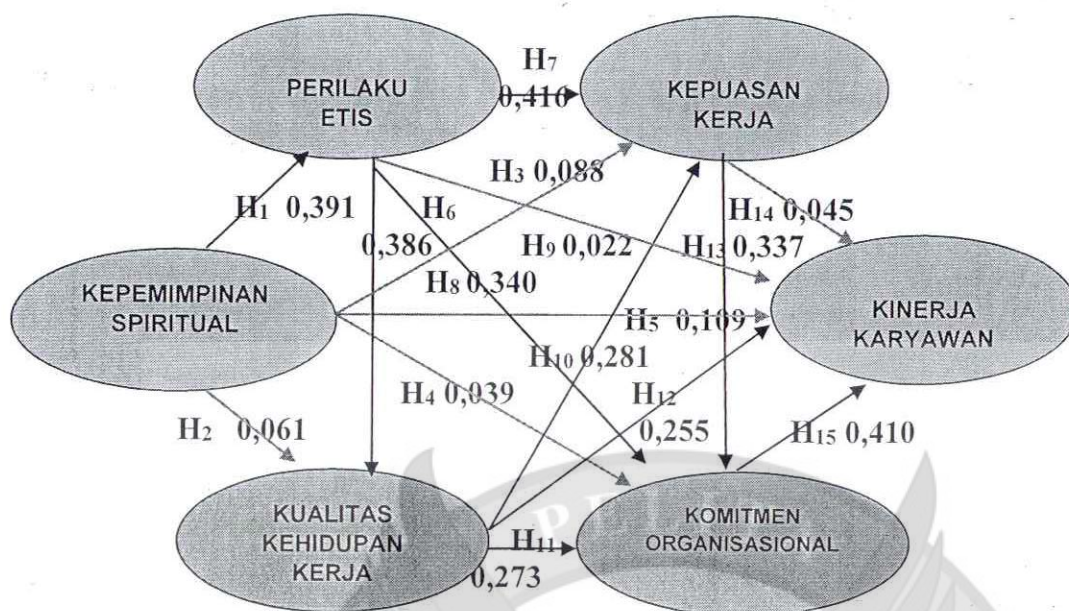 H₇
PERILAKU
ETIS
0,416
KEPUASAN
KERJA
H₃ 0,088
H₁ 0,391
H₆
0,386
H₉ 0,022
H₁₄ 0,045
H₁₃ 0,337
H₈ 0,340
KEPEMIMPINAN
SPIRITUAL
H₅ 0,109
KINERJA
KARYAWAN
H₁₀ 0,281
H₄ 0,039
H₁₂
0,255
H₂ 0,061
H₁₅ 0,410
KUALITAS
KEHIDUPAN
KERJA
H₁₁
0,273
KOMITMEN
ORGANISASIONAL